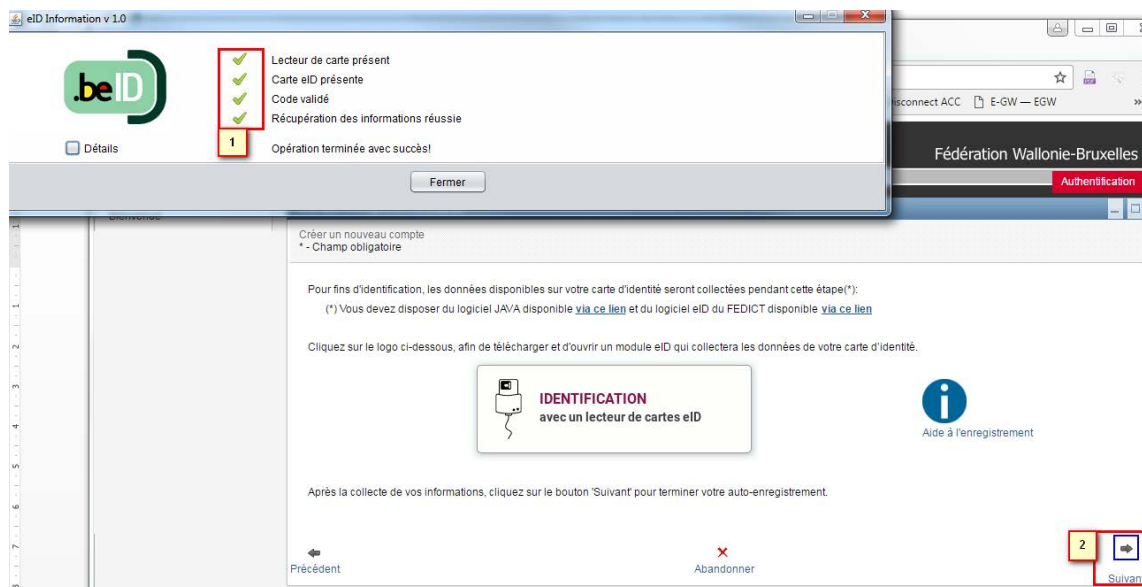 eID Information v 1.0
.beID
Lecteur de carte présent
Carte eID présente
Code validé
Récupération des informations réussie
1
Détails
Opération terminée avec succès!
Fermer
isconnect ACC
E-GW — EGW
»
Fédération Wallonie-Bruxelles
Authentification
Bienvenue
Créer un nouveau compte
* - Champ obligatoire
Pour fins d'identification, les données disponibles sur votre carte d'identité seront collectées pendant cette étape(*):
(*) Vous devez disposer du logiciel JAVA disponible via ce lien et du logiciel eID du FEDICT disponible via ce lien
Cliquez sur le logo ci-dessous, afin de télécharger et d'ouvrir un module eID qui collectera les données de votre carte d'identité.
IDENTIFICATION
avec un lecteur de cartes eID
Aide à l'enregistrement
Après la collecte de vos informations, cliquez sur le bouton 'Suivant' pour terminer votre auto-enregistrement.
2
Précédent
Abandonner
Suivan